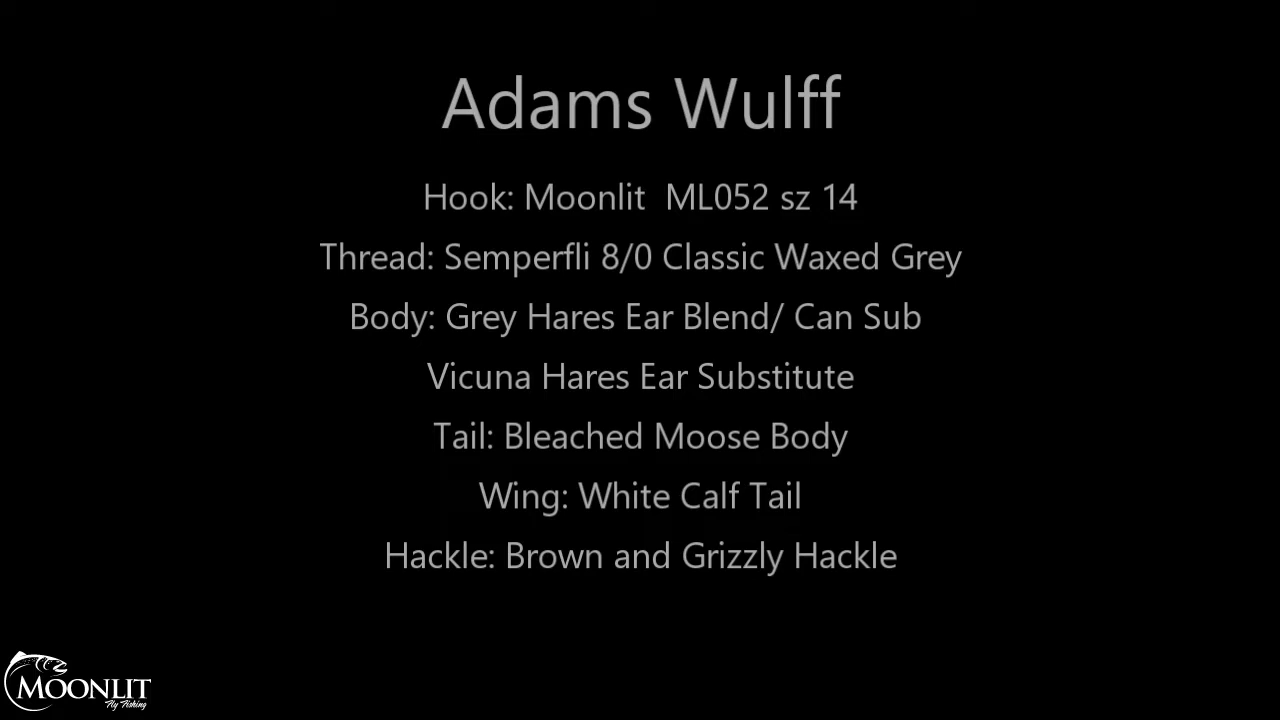 Adams Wulff
Hook: Moonlit  ML052 sz 14
Thread: Semperfli 8/0 Classic Waxed Grey
Body: Grey Hares Ear Blend/ Can Sub
Vicuna Hares Ear Substitute
Tail: Bleached Moose Body
Wing: White Calf Tail
Hackle: Brown and Grizzly Hackle
MOONLIT
Fly Fishing